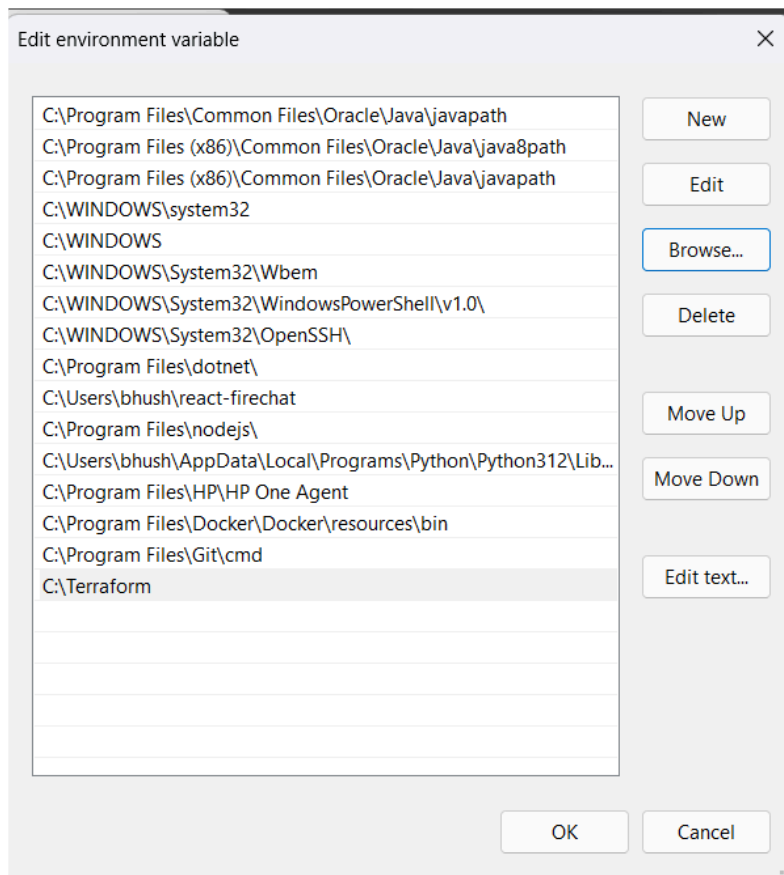 Edit environment variable
C:\Program Files\Common Files\Oracle\Java\javapath
C:\Program Files (x86)\Common Files\Oracle\Java\java8path
C:\Program Files (x86)\Common Files\Oracle\Java\javapath
C:\WINDOWS\system32
C:\WINDOWS
C:\WINDOWS\System32\Wbem
C:\WINDOWS\System32\WindowsPowerShell\v1.0\
C:\WINDOWS\System32\OpenSSH\
C:\Program Files\dotnet\
C:\Users\bhush\react-firechat
C:\Program Files\nodejs\
C:\Users\bhush\AppData\Local\Programs\Python\Python312\Lib...
C:\Program Files\HP\HP One Agent
C:\Program Files\Docker\Docker\resources\bin
C:\Program Files\Git\cmd
C:\Terraform
New
Edit
Browse...
Delete
Move Up
Move Down
Edit text...
OK
Cancel